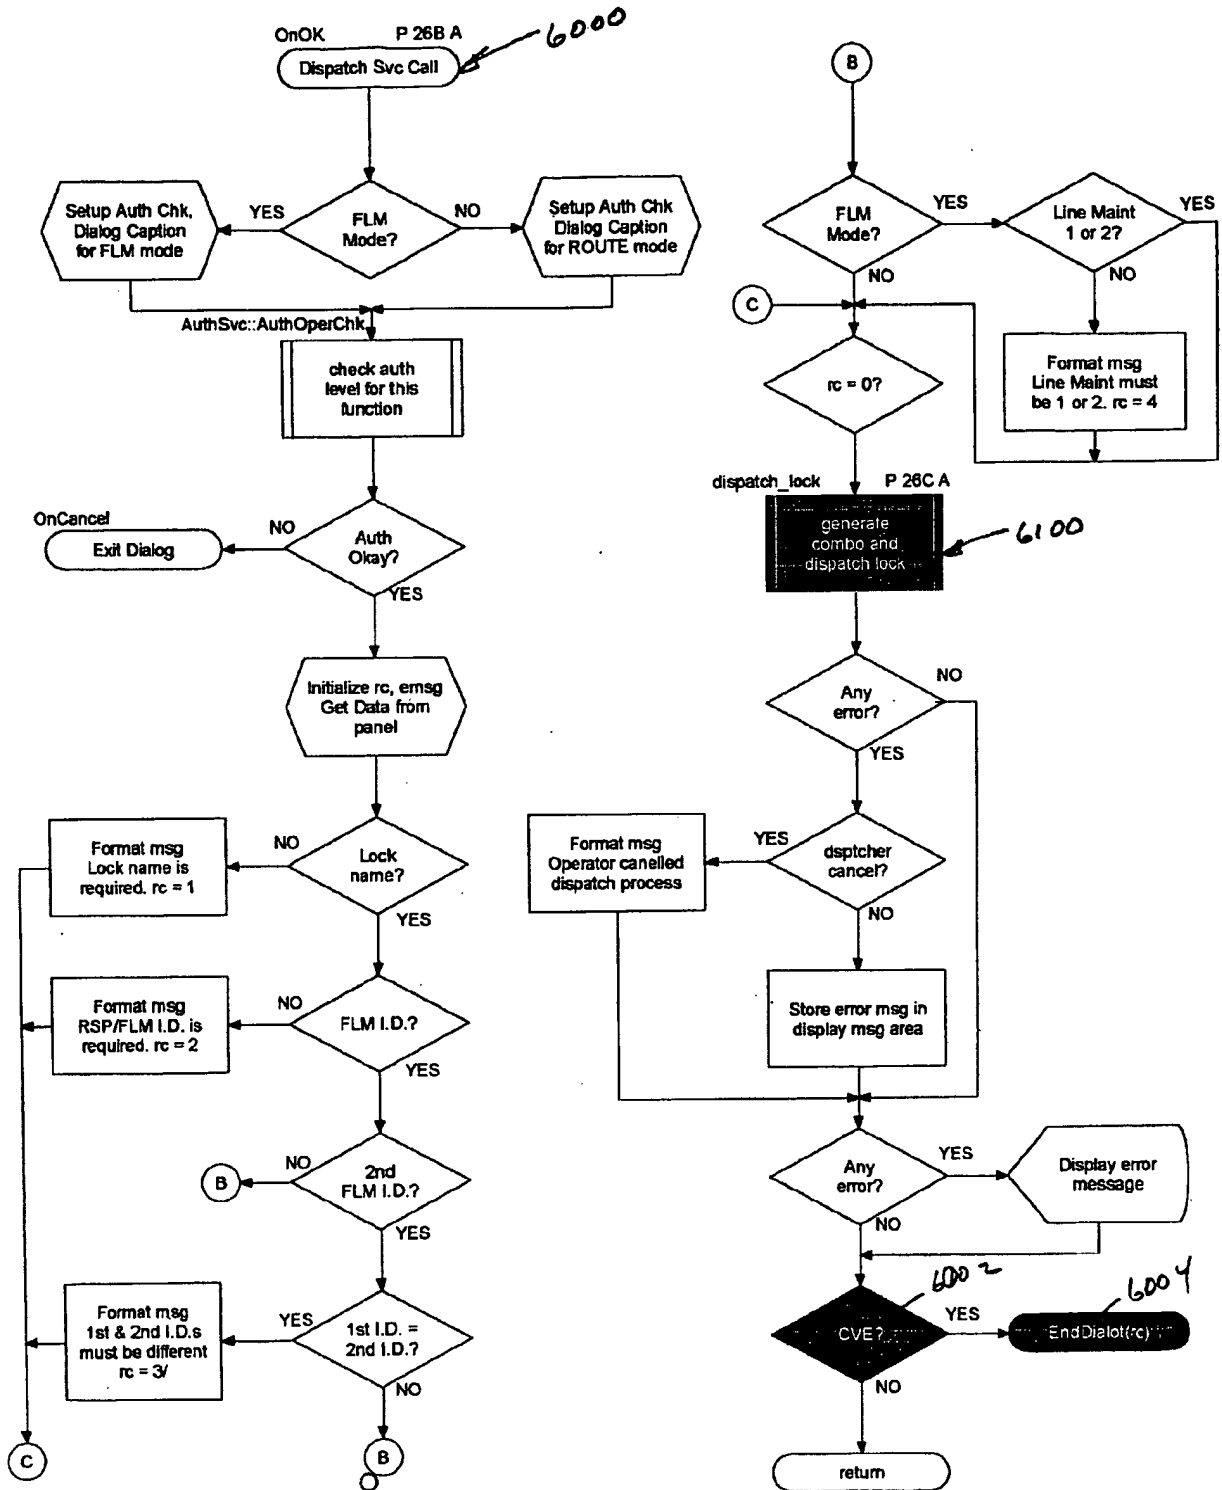 OnOK
P 26B A
6000
Dispatch Svc Call
FLM
Mode?
YES
NO
Setup Auth Chk,
Dialog Caption
for FLM mode
Setup Auth Chk
Dialog Caption
for ROUTE mode
AuthSvc::AuthOperChk
check auth
level for this
function
OnCancel
Exit Dialog
NO
Auth
Okay?
YES
Initialize rc, emsg
Get Data from
panel
Format msg
Lock name is
required. rc = 1
NO
Lock
name?
YES
Format msg
RSP/FLM I.D. is
required. rc = 2
NO
FLM I.D.?
YES
B
NO
2nd
FLM I.D.?
YES
Format msg
1st & 2nd I.D.s
must be different
rc = 3/
YES
1st I.D. =
2nd I.D.?
NO
C
B
B
FLM
Mode?
YES
Line Maint
1 or 2?
YES
NO
NO
C
Format msg
Line Maint must
be 1 or 2. rc = 4
rc = 0?
dispatch_lock
P 26C A
generate
combo and
dispatch lock
6100
Any
error?
NO
YES
Format msg
Operator canelled
dispatch process
YES
dsptcher
cancel?
NO
Store error msg in
display msg area
Any
error?
YES
Display error
message
NO
6002
CVE?
YES
6004
EndDialot(rc)
NO
return